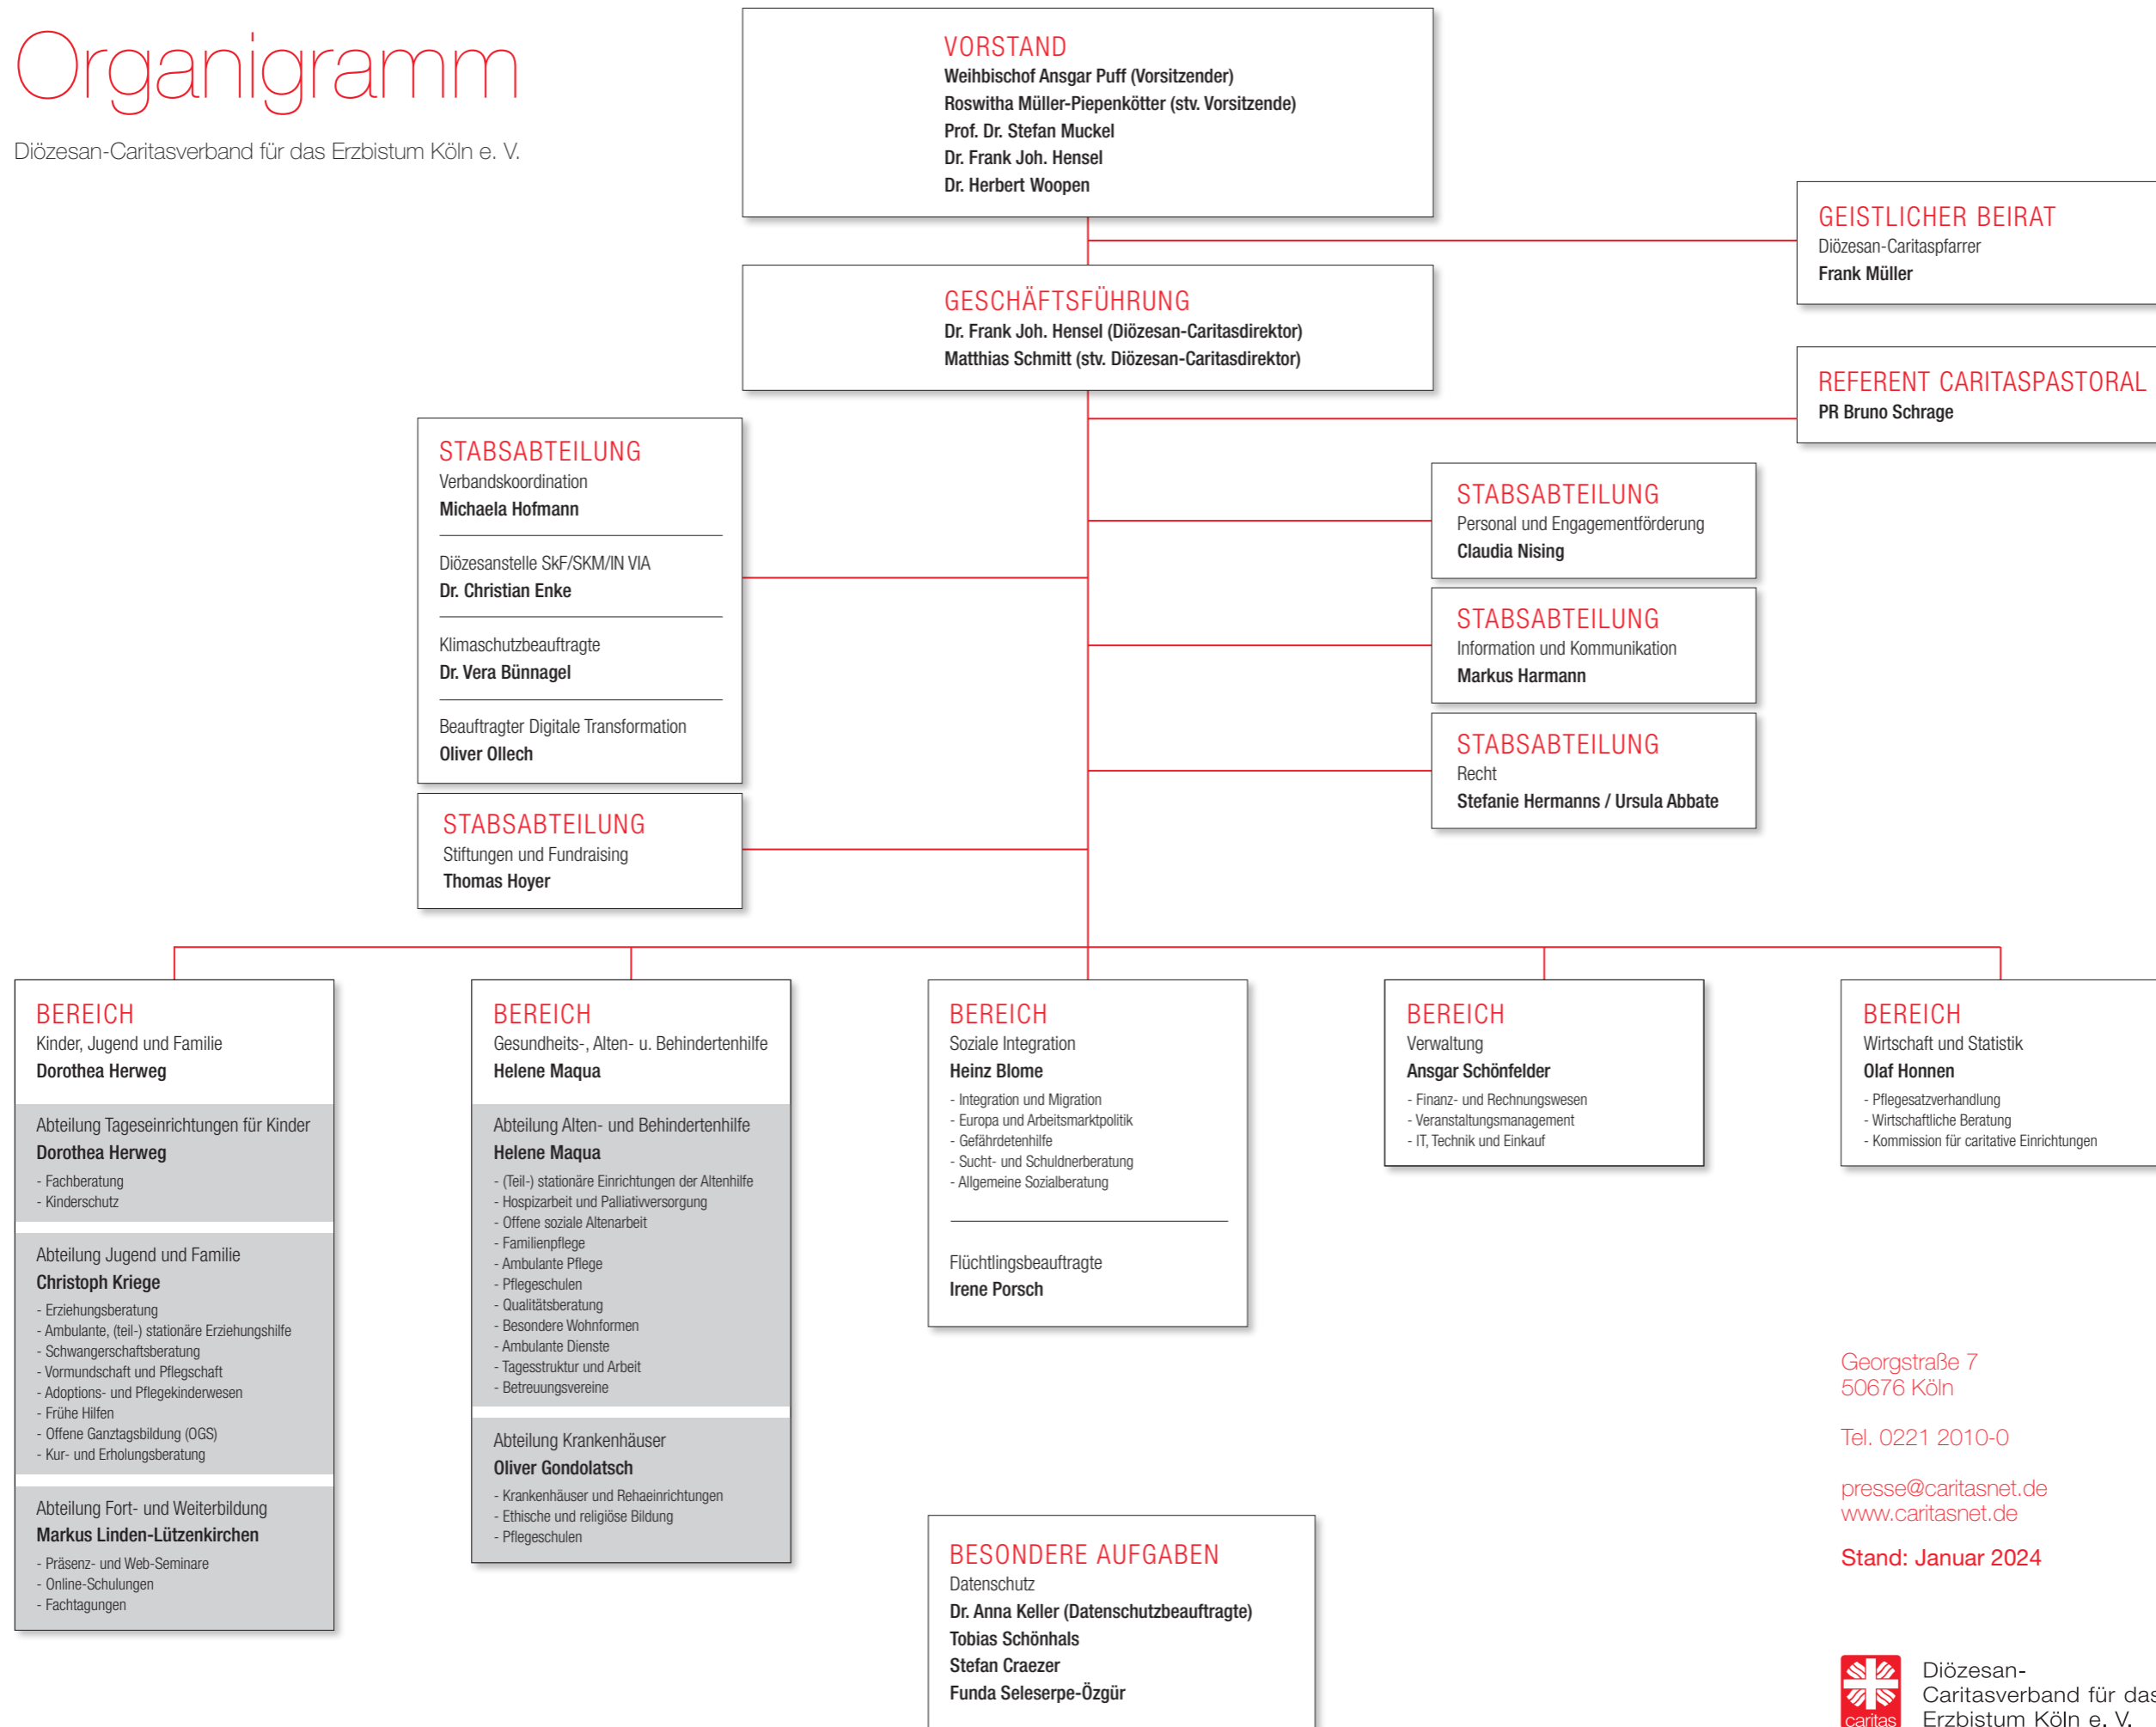 Organigramm
Diözesan-Caritasverband für das Erzbistum Köln e. V.
VORSTAND
Weihbischof Ansgar Puff (Vorsitzender)
Roswitha Müller-Piepenkötter (stv. Vorsitzende)
Prof. Dr. Stefan Muckel
Dr. Frank Joh. Hensel
Dr. Herbert Woopen
GEISTLICHER BEIRAT
Diözesan-Caritaspfarrer
Frank Müller
GESCHÄFTSFÜHRUNG
Dr. Frank Joh. Hensel (Diözesan-Caritasdirektor)
Matthias Schmitt (stv. Diözesan-Caritasdirektor)
REFERENT CARITASPASTORAL
PR Bruno Schrage
STABSABTEILUNG
Verbandskoordination
Michaela Hofmann
Diözesanstelle SkF/SKM/IN VIA
Dr. Christian Enke
Klimaschutzbeauftragte
Dr. Vera Bünnagel
Beauftragter Digitale Transformation
Oliver Ollech
STABSABTEILUNG
Stiftungen und Fundraising
Thomas Hoyer
STABSABTEILUNG
Personal und Engagementförderung
Claudia Nising
STABSABTEILUNG
Information und Kommunikation
Markus Harmann
STABSABTEILUNG
Recht
Stefanie Hermanns / Ursula Abbate
BEREICH
Kinder, Jugend und Familie
Dorothea Herweg
Abteilung Tageseinrichtungen für Kinder
Dorothea Herweg
- Fachberatung
- Kinderschutz
Abteilung Jugend und Familie
Christoph Kriege
- Erziehungsberatung
- Ambulante, (teil-) stationäre Erziehungshilfe
- Schwangerschaftsberatung
- Vormundschaft und Pflegschaft
- Adoptions- und Pflegekinderwesen
- Frühe Hilfen
- Offene Ganztagsbildung (OGS)
- Kur- und Erholungsberatung
Abteilung Fort- und Weiterbildung
Markus Linden-Lützenkirchen
- Präsenz- und Web-Seminare
- Online-Schulungen
- Fachtagungen
BEREICH
Gesundheits-, Alten- u. Behindertenhilfe
Helene Maqua
Abteilung Alten- und Behindertenhilfe
Helene Maqua
- (Teil-) stationäre Einrichtungen der Altenhilfe
- Hospizarbeit und Palliativversorgung
- Offene soziale Altenarbeit
- Familienpflege
- Ambulante Pflege
- Pflegeschulen
- Qualitätsberatung
- Besondere Wohnformen
- Ambulante Dienste
- Tagesstruktur und Arbeit
- Betreuungsvereine
Abteilung Krankenhäuser
Oliver Gondolatsch
- Krankenhäuser und Rehaeinrichtungen
- Ethische und religiöse Bildung
- Pflegeschulen
BEREICH
Soziale Integration
Heinz Blome
- Integration und Migration
- Europa und Arbeitsmarktpolitik
- Gefährdetenhilfe
- Sucht- und Schuldnerberatung
- Allgemeine Sozialberatung
Flüchtlingsbeauftragte
Irene Porsch
BEREICH
Verwaltung
Ansgar Schönfelder
- Finanz- und Rechnungswesen
- Veranstaltungsmanagement
- IT, Technik und Einkauf
BEREICH
Wirtschaft und Statistik
Olaf Honnen
- Pflegesatzverhandlung
- Wirtschaftliche Beratung
- Kommission für caritative Einrichtungen
BESONDERE AUFGABEN
Datenschutz
Dr. Anna Keller (Datenschutzbeauftragte)
Tobias Schönhals
Stefan Craezer
Funda Seleserpe-Özgür
Georgstraße 7
50676 Köln
Tel. 0221 2010-0
presse@caritasnet.de
www.caritasnet.de
Stand: Januar 2024
caritas
Diözesan-
Caritasverband für das
Erzbistum Köln e. V.